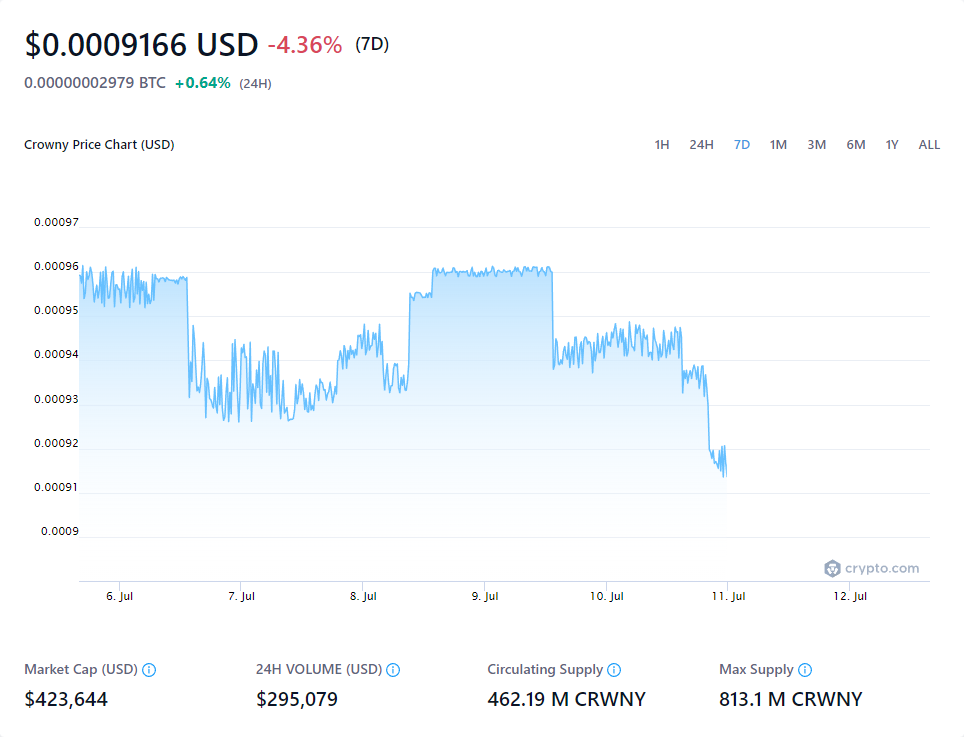 $0.0009166 USD -4.36% (7D)
0.00000002979 BTC +0.64% (24H)
Crowny Price Chart (USD) 1H 24H 7D 1M 3M 6M 1Y ALL
0.00097
0.00096
0.00095
0.00094
0.00093
0.00092
0.00091
0.0009
crypto.com
6. Jul 7. Jul 8. Jul 9. Jul 10. Jul 11. Jul 12. Jul
Market Cap (USD) 24H VOLUME (USD) Circulating Supply Max Supply
$423,644 $295,079 462.19 M CRWNY 813.1 M CRWNY